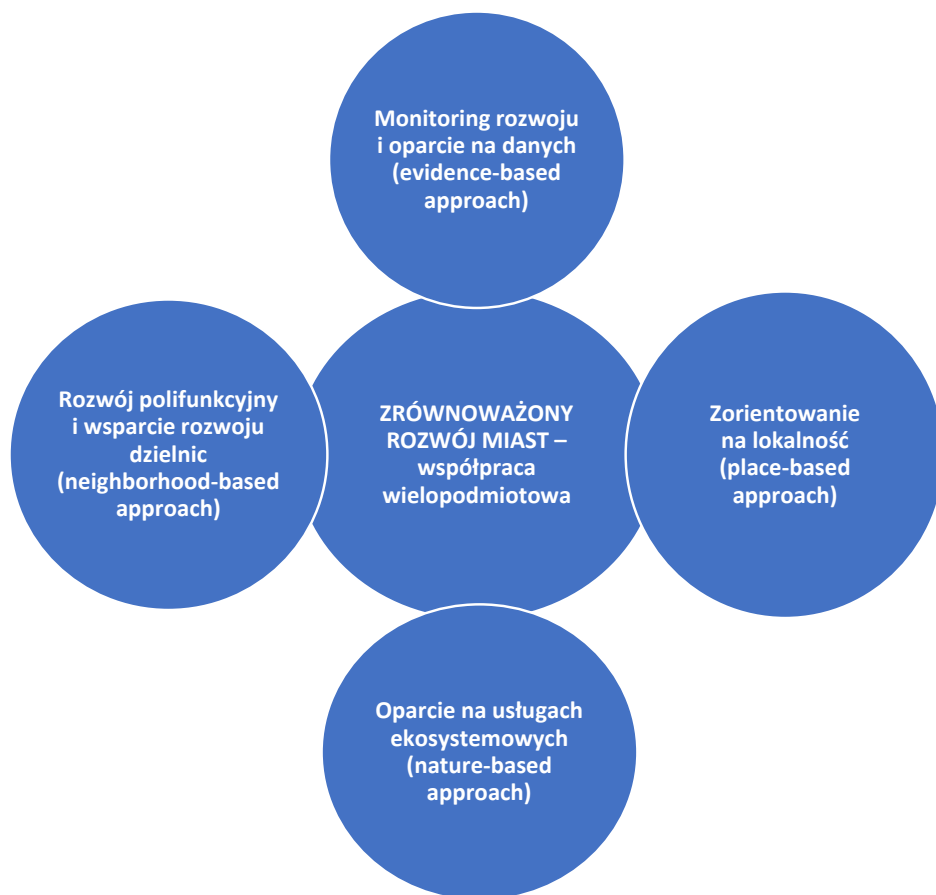 Monitoring rozwoju
i oparcie na danych
(evidence-based
approach)
Rozwój polifunkcyjny
i wsparcie rozwoju
dzielnic
(neighborhood-based
approach)
ZRÓWNOWAŻONY
ROZWÓJ MIAST –
współpraca
wielopodmiotowa
Zorientowanie
na lokalność
(place-based
approach)
Oparcie na usługach
ekosystemowych
(nature-based
approach)